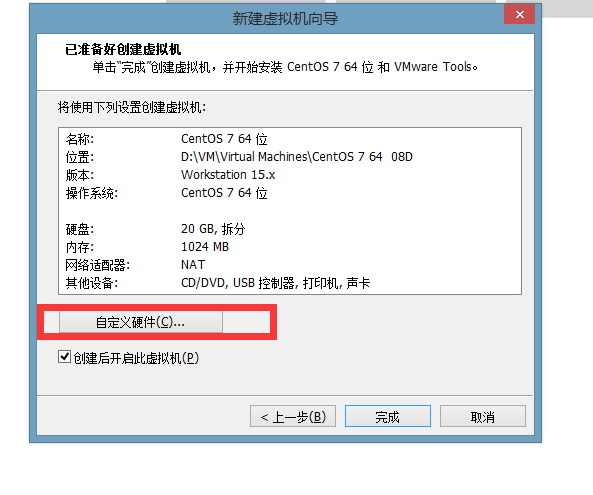 新建虚拟机向导
已准备好创建虚拟机
单击“完成”创建虚拟机，并开始安装 CentOS 7 64 位 和 VMware Tools。
将使用下列设置创建虚拟机:
名称: CentOS 7 64 位
位置: D:\VM\Virtual Machines\CentOS 7 64 08D
版本: Workstation 15.x
操作系统: CentOS 7 64 位
硬盘: 20 GB, 拆分
内存: 1024 MB
网络适配器: NAT
其他设备: CD/DVD, USB 控制器, 打印机, 声卡
自定义硬件(C)...
创建后开启此虚拟机(P)
< 上一步(B) 完成 取消